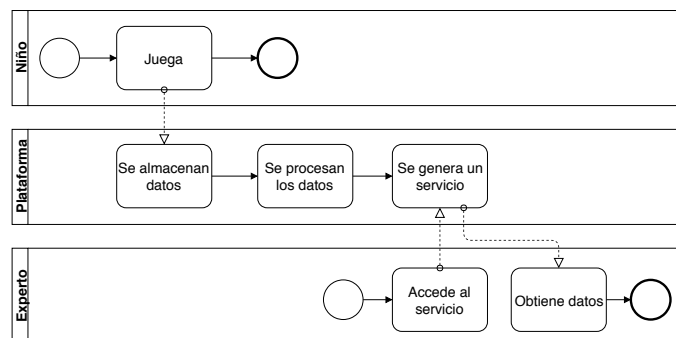 Niño
Juega
Plataforma
Se almacenan
datos
Se procesan
los datos
Se genera un
servicio
Experto
Accede al
servicio
Obtiene datos